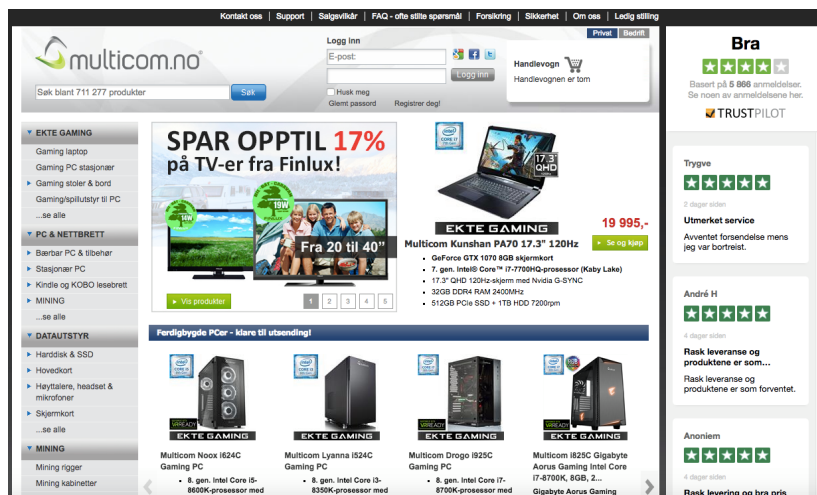 Kontakt oss | Support | Salgsvilkår | FAQ - ofte stilte spørsmål | Forsikring | Sikkerhet | Om oss | Ledig stilling
multicom.no
Søk blant 711 277 produkter
Søk
Logg inn
E-post:
Logg inn
Husk meg
Glemt passord
Registrer deg!
Privat
Bedrift
Handlevogn
Handlevognen er tom
EKTE GAMING
Gaming laptop
Gaming PC stasjonær
Gaming stoler & bord
Gaming/spillutstyr til PC
...se alle
PC & NETTBRETT
Bærbar PC & tilbehør
Stasjonær PC
Kindle og KOBO lesebrett
MINING
...se alle
DATAUTSTYR
Harddisk & SSD
Hovedkort
Høyttalere, headset &
mikrofoner
Skjermkort
...se alle
MINING
Mining rigger
Mining kabinetter
SPAR OPPTIL 17%
på TV-er fra Finlux!
14W
19W
Fra 20 til 40”
Vis produkter
1 2 3 4 5
17.3"
QHD
120Hz
EKTE GAMING
19 995,-
Multicom Kunshan PA70 17.3" 120Hz
Se og kjøp
GeForce GTX 1070 8GB skjermkort
7. gen. Intel® Core™ i7-7700HQ-prosessor (Kaby Lake)
17.3" QHD 120Hz-skjerm med Nvidia G-SYNC
32GB DDR4 RAM 2400MHz
512GB PCIe SSD + 1TB HDD 7200rpm
Ferdigbygde PCer - klare til utsending!
VRREADY
EKTE GAMING
Multicom Noox i624C
Gaming PC
8. gen. Intel Core i5-
8600K-prosessor med
EKTE GAMING
Multicom Lyanna i524C
Gaming PC
8. gen. Intel Core i3-
8350K-prosessor med
VRREADY
EKTE GAMING
Multicom Drogo i925C
Gaming PC
8. gen. Intel Core i7-
8700K-prosessor med
VRREADY
EKTE GAMING
Multicom i825C Gigabyte
Aorus Gaming Intel Core
i7-8700K, 8GB, 2...
Gigabyte Aorus Gaming
Bra
Basert på 5 866 anmeldelser.
Se noen av anmeldelsene her.
TRUSTPILOT
Trygve
2 dager siden
Utmerket service
Avventet forsendelse mens
jeg var bortreist.
André H
4 dager siden
Rask leveranse og
produktene er som...
Rask leveranse og
produktene er som forventet.
Anoniem
4 dager siden
Rask levering og bra pris